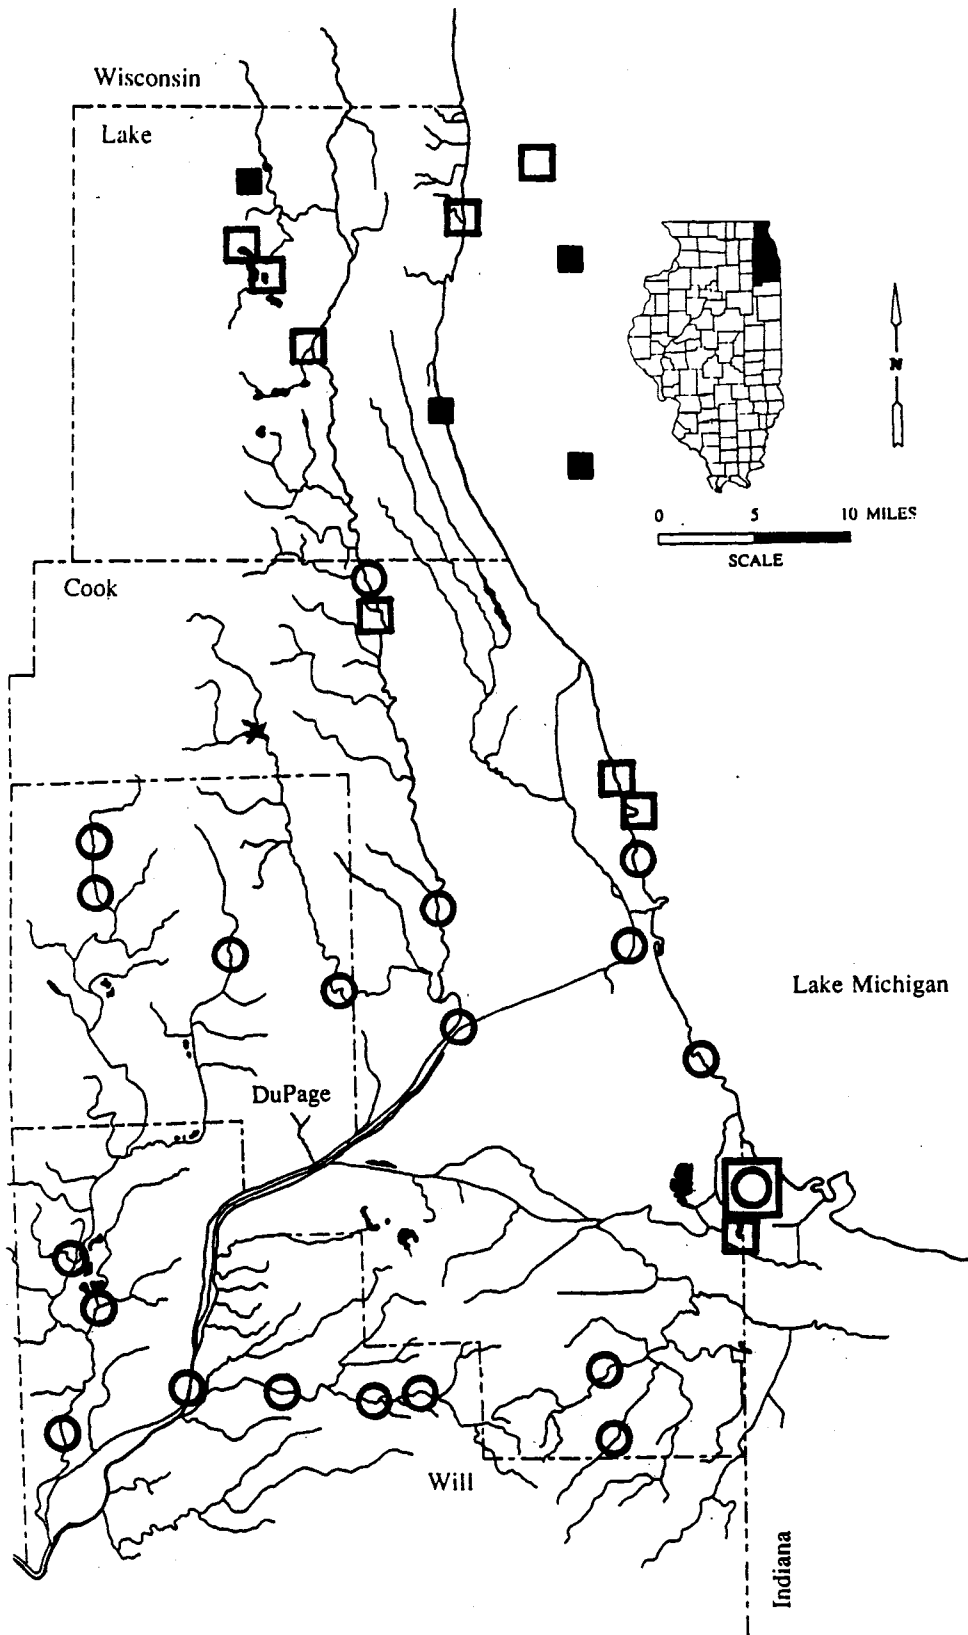 Wisconsin
Lake
N
0 5 10 MILES
SCALE
Cook
Lake Michigan
DuPage
Will
Indiana